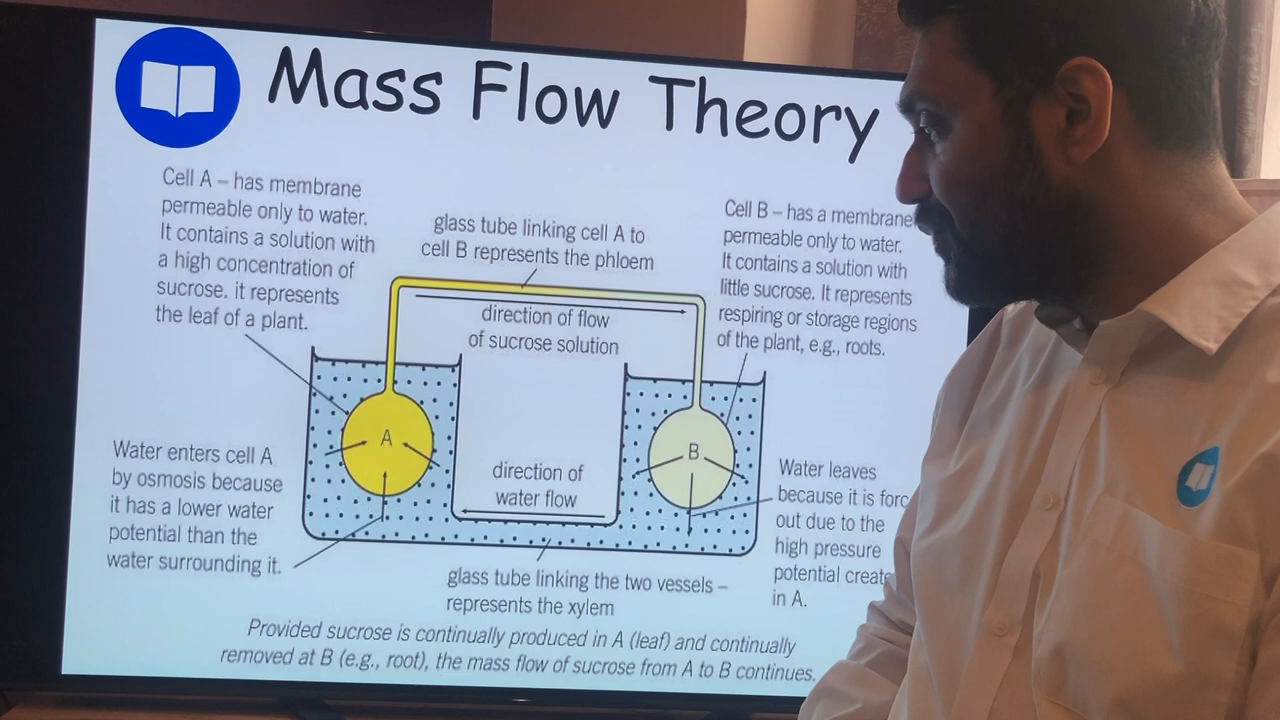 Mass Flow Theory
Cell A – has membrane
permeable only to water.
It contains a solution with
a high concentration of
sucrose. it represents
the leaf of a plant.
glass tube linking cell A to
cell B represents the phloem
Cell B – has a membrane
permeable only to water.
It contains a solution with
little sucrose. It represents
respiring or storage regions
of the plant, e.g., roots.
direction of flow
of sucrose solution
A
B
Water enters cell A
by osmosis because
it has a lower water
potential than the
water surrounding it.
direction of
water flow
Water leaves
because it is forc
out due to the
high pressure
potential create
in A.
glass tube linking the two vessels –
represents the xylem
Provided sucrose is continually produced in A (leaf) and continually
removed at B (e.g., root), the mass flow of sucrose from A to B continues.